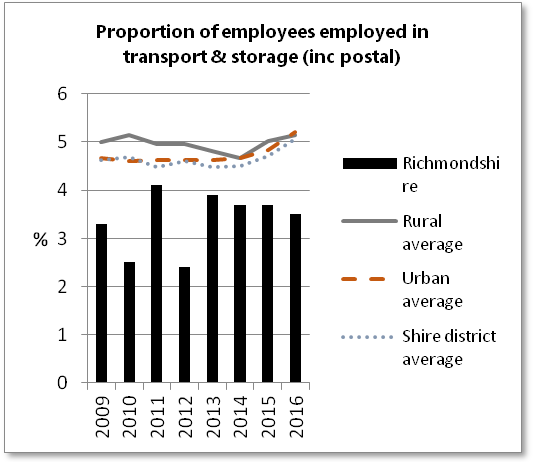 Proportion of employees employed in
transport & storage (inc postal)
6
5
4
3
2
1
0
%
2009
2010
2011
2012
2013
2014
2015
2016
Richmondshi
re
Rural
average
Urban
average
Shire district
average